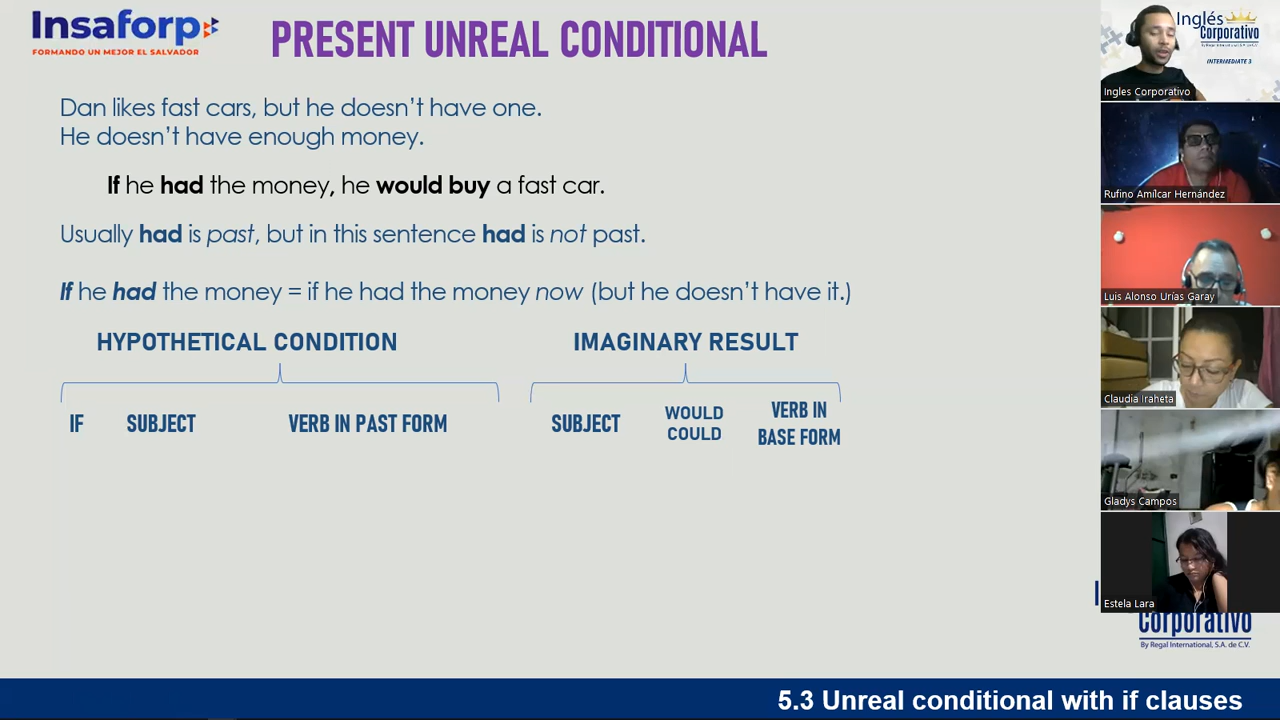 Insaforp
FORMANDO UN MEJOR EL SALVADOR
PRESENT UNREAL CONDITIONAL
Dan likes fast cars, but he doesn't have one.
He doesn't have enough money.
If he had the money, he would buy a fast car.
Usually had is past, but in this sentence had is not past.
If he had the money = if he had the money now (but he doesn't have it.)
HYPOTHETICAL CONDITION
IMAGINARY RESULT
IF SUBJECT VERB IN PAST FORM
SUBJECT
WOULD
COULD
VERB IN
BASE FORM
Inglés
Corporativo
By Regal International, S.A. de C.V.
INTERMEDIATE 3
Ingles Corporativo
Rufino Amílcar Hernández
Luis Alonso Urías Garay
Claudia Iraheta
Gladys Campos
Estela Lara
Corporativo
By Regal International, S.A. de C.V.
5.3 Unreal conditional with if clauses